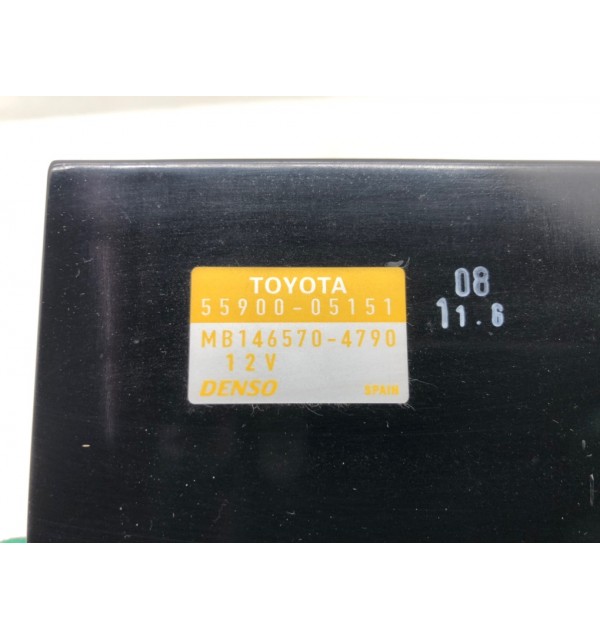 TOYOTA
55900-05151
MB146570-4790
12V
DENSO
SPAIN
08
11.6